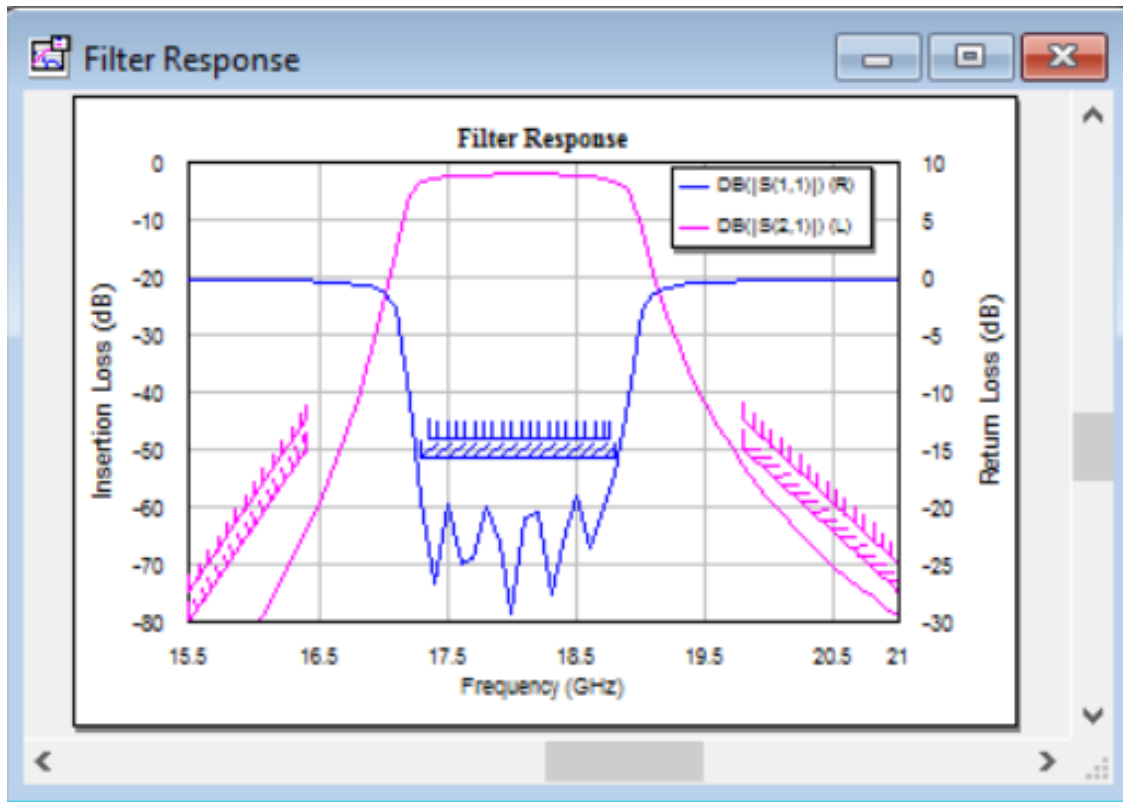 Filter Response
Filter Response
DB(|S(1,1)|) (R)
DB(|S(2,1)|) (L)
0
-10
-20
-30
-40
-50
-60
-70
-80
Insertion Loss (dB)
10
5
0
-5
-10
-15
-20
-25
-30
Return Loss (dB)
15.5 16.5 17.5 18.5 19.5 20.5 21
Frequency (GHz)